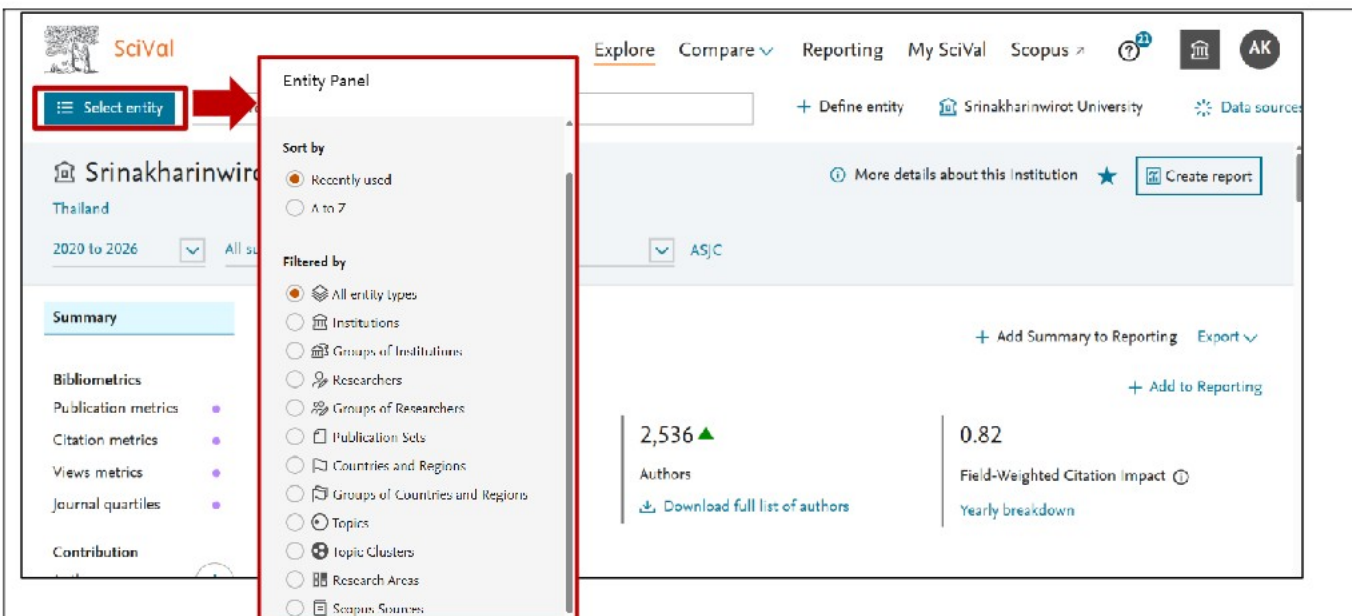 SciVal
Explore Compare Reporting My SciVal Scopus 21 AK
Select entity
+ Define entity Srinakharinwirot University Data sources
Entity Panel
Sort by
Recently used
A to Z
Filtered by
All entity types
Institutions
Groups of Institutions
Researchers
Groups of Researchers
Publication Sets
Countries and Regions
Groups of Countries and Regions
Topics
Topic Clusters
Research Areas
Scopus Sources
Srinakharinwiro
More details about this Institution Create report
Thailand
2020 to 2026 All su ASJC
Summary
+ Add Summary to Reporting Export
+ Add to Reporting
Bibliometrics
Publication metrics
Citation metrics
Views metrics
Journal quartiles
Contribution
2,536
Authors
Download full list of authors
0.82
Field-Weighted Citation Impact
Yearly breakdown